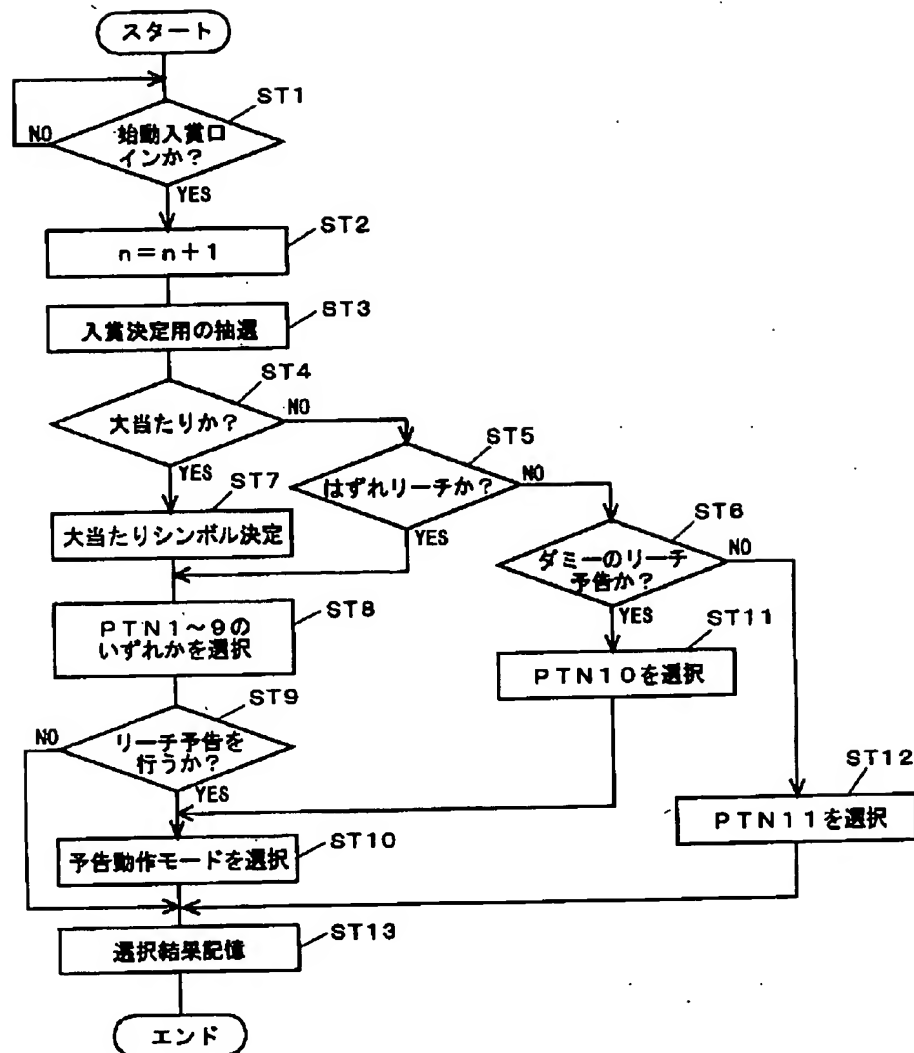 スタート
ST1
始動入賞口
インか？
NO
YES
ST2
n＝n＋1
ST3
入賞決定用の抽選
ST4
大当たりか？
NO
YES
ST5
はずれリーチか？
NO
YES
ST7
大当たりシンボル決定
ST6
ダミーのリーチ
予告か？
NO
YES
ST8
PTN1～9の
いずれかを選択
ST11
PTN10を選択
ST9
リーチ予告を
行うか？
NO
YES
ST12
PTN11を選択
ST10
予告動作モードを選択
ST13
選択結果記憶
エンド